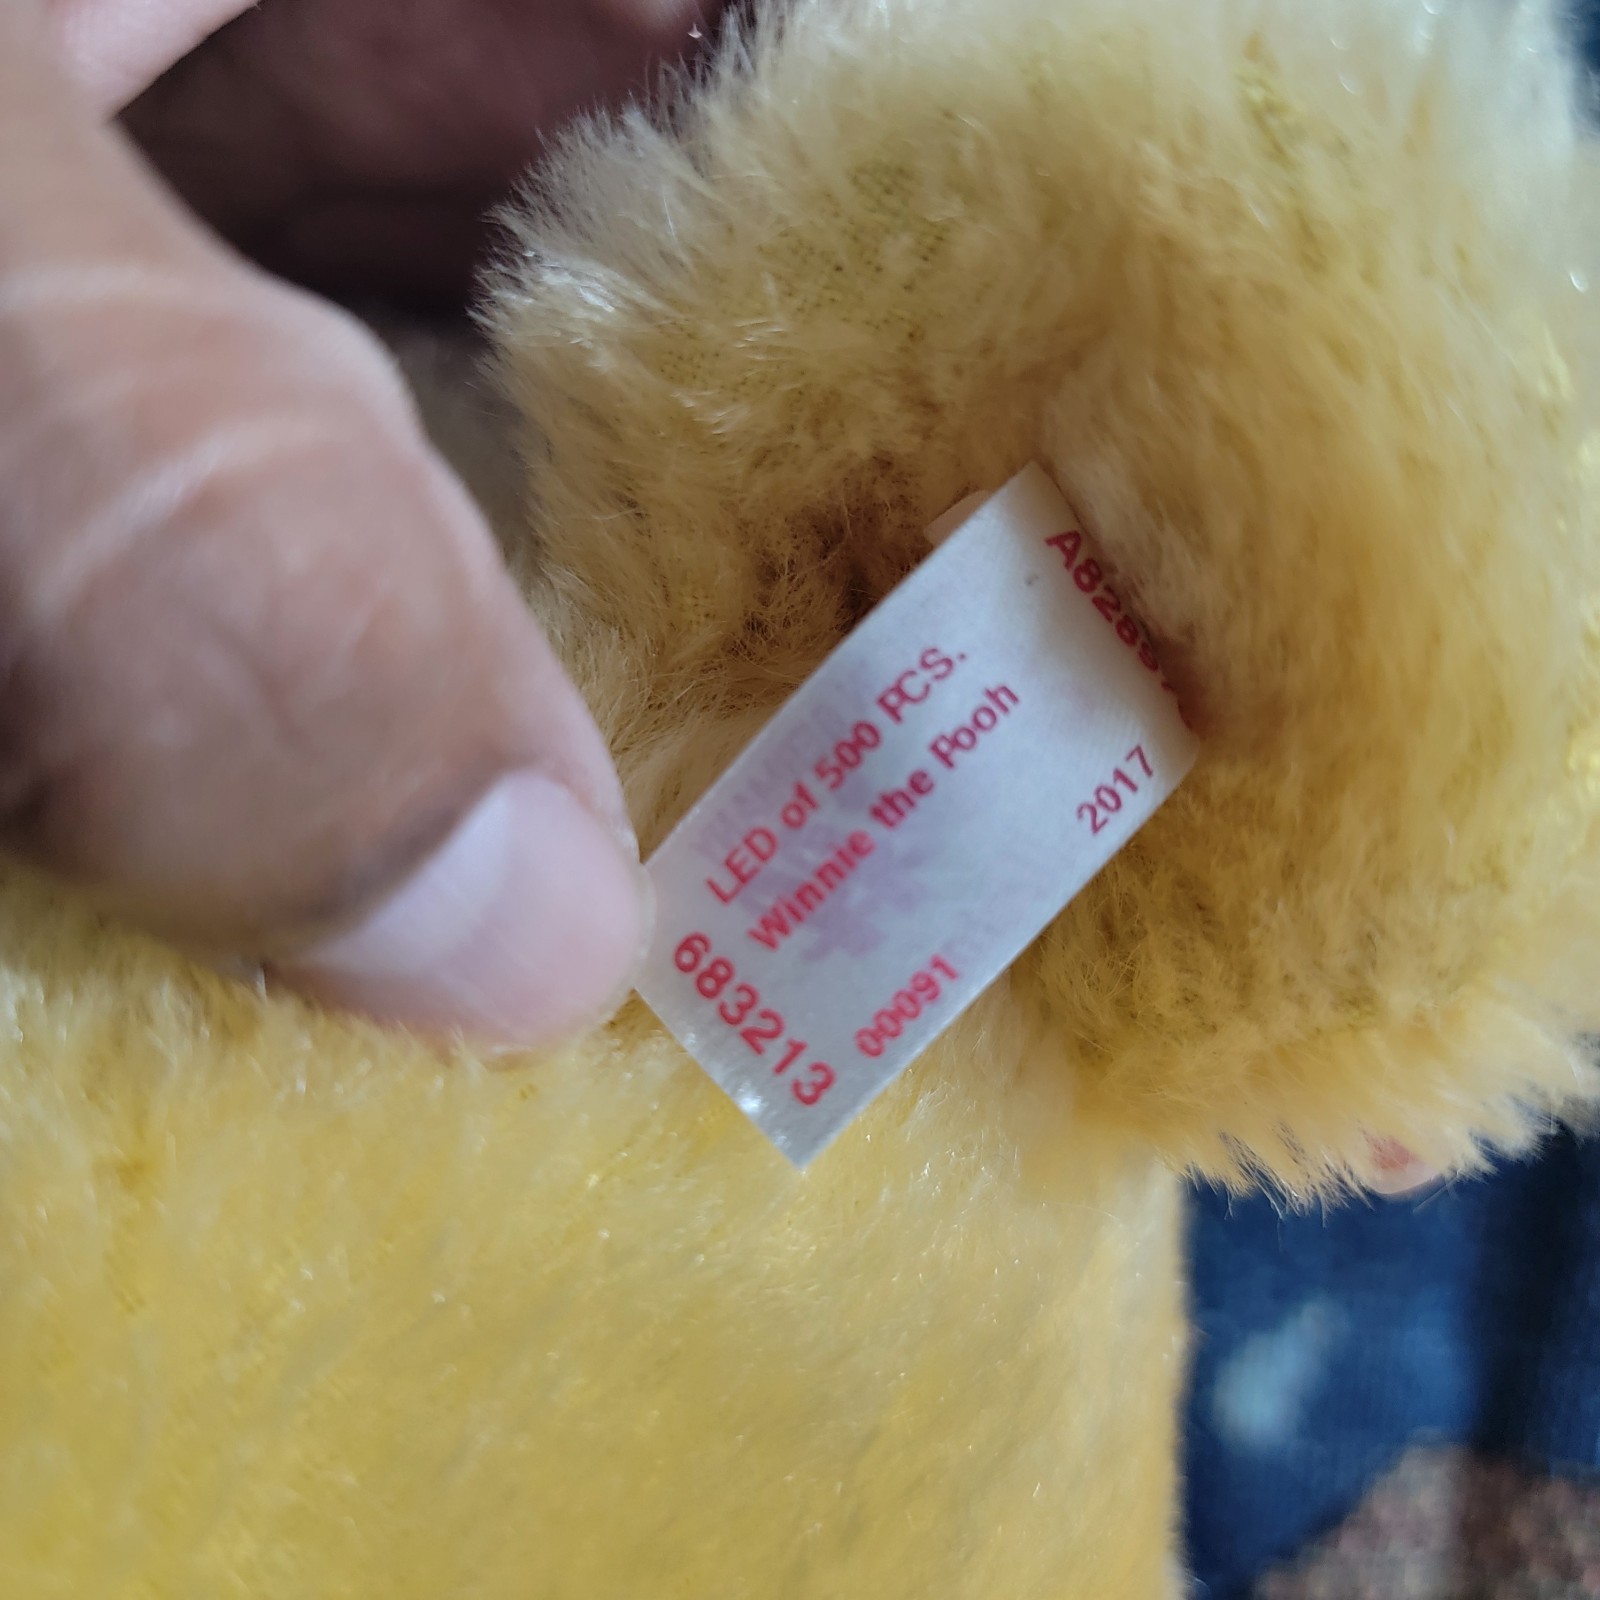 LED of 500 PCS.
Winnie the Pooh
2017
683213
00091